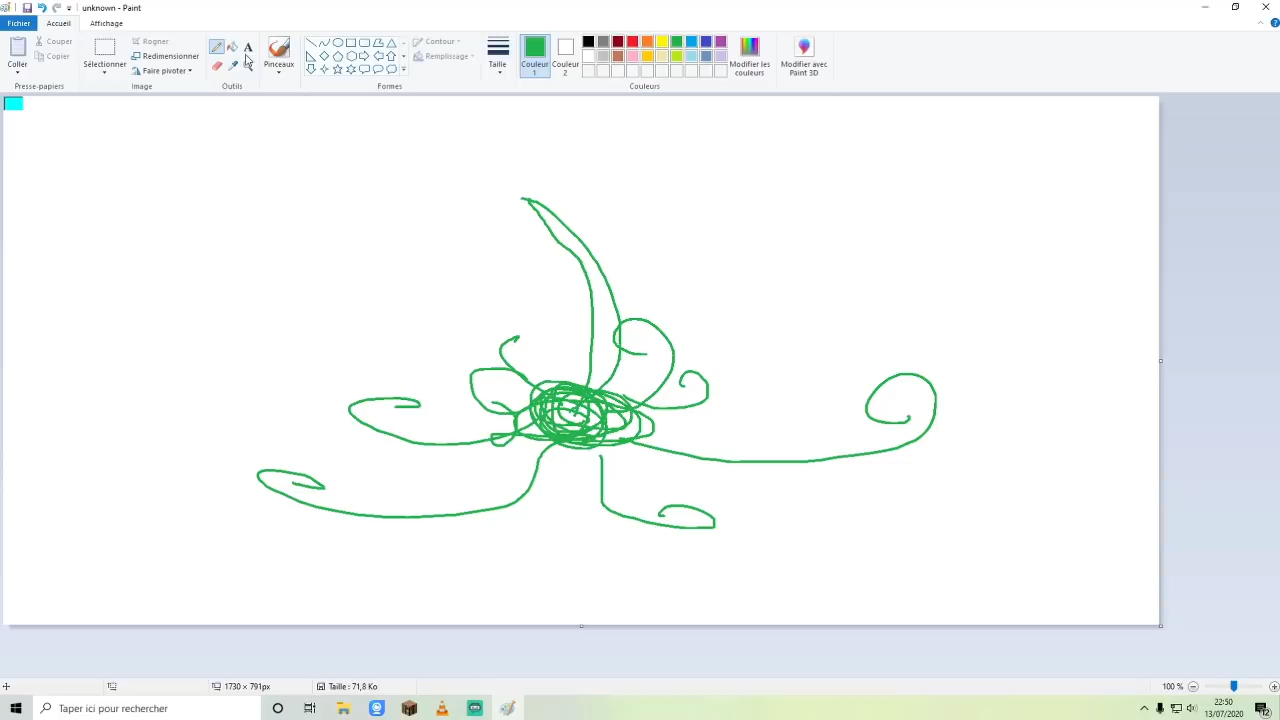 unknown - Paint
Fichier Accueil Affichage
Coller
Couper
Copier
Presse-papiers
Sélectionner
Rogner
Redimensionner
Faire pivoter
Image
A
Outils
Pinceaux
Contour
Remplissage
Formes
Taille
Couleur
1
Couleur
2
Modifier les
couleurs
Couleurs
Modifier avec
Paint 3D
1730 × 791px
Taille : 71,8 Ko
100 %
Taper ici pour rechercher
22:50
13/07/2020